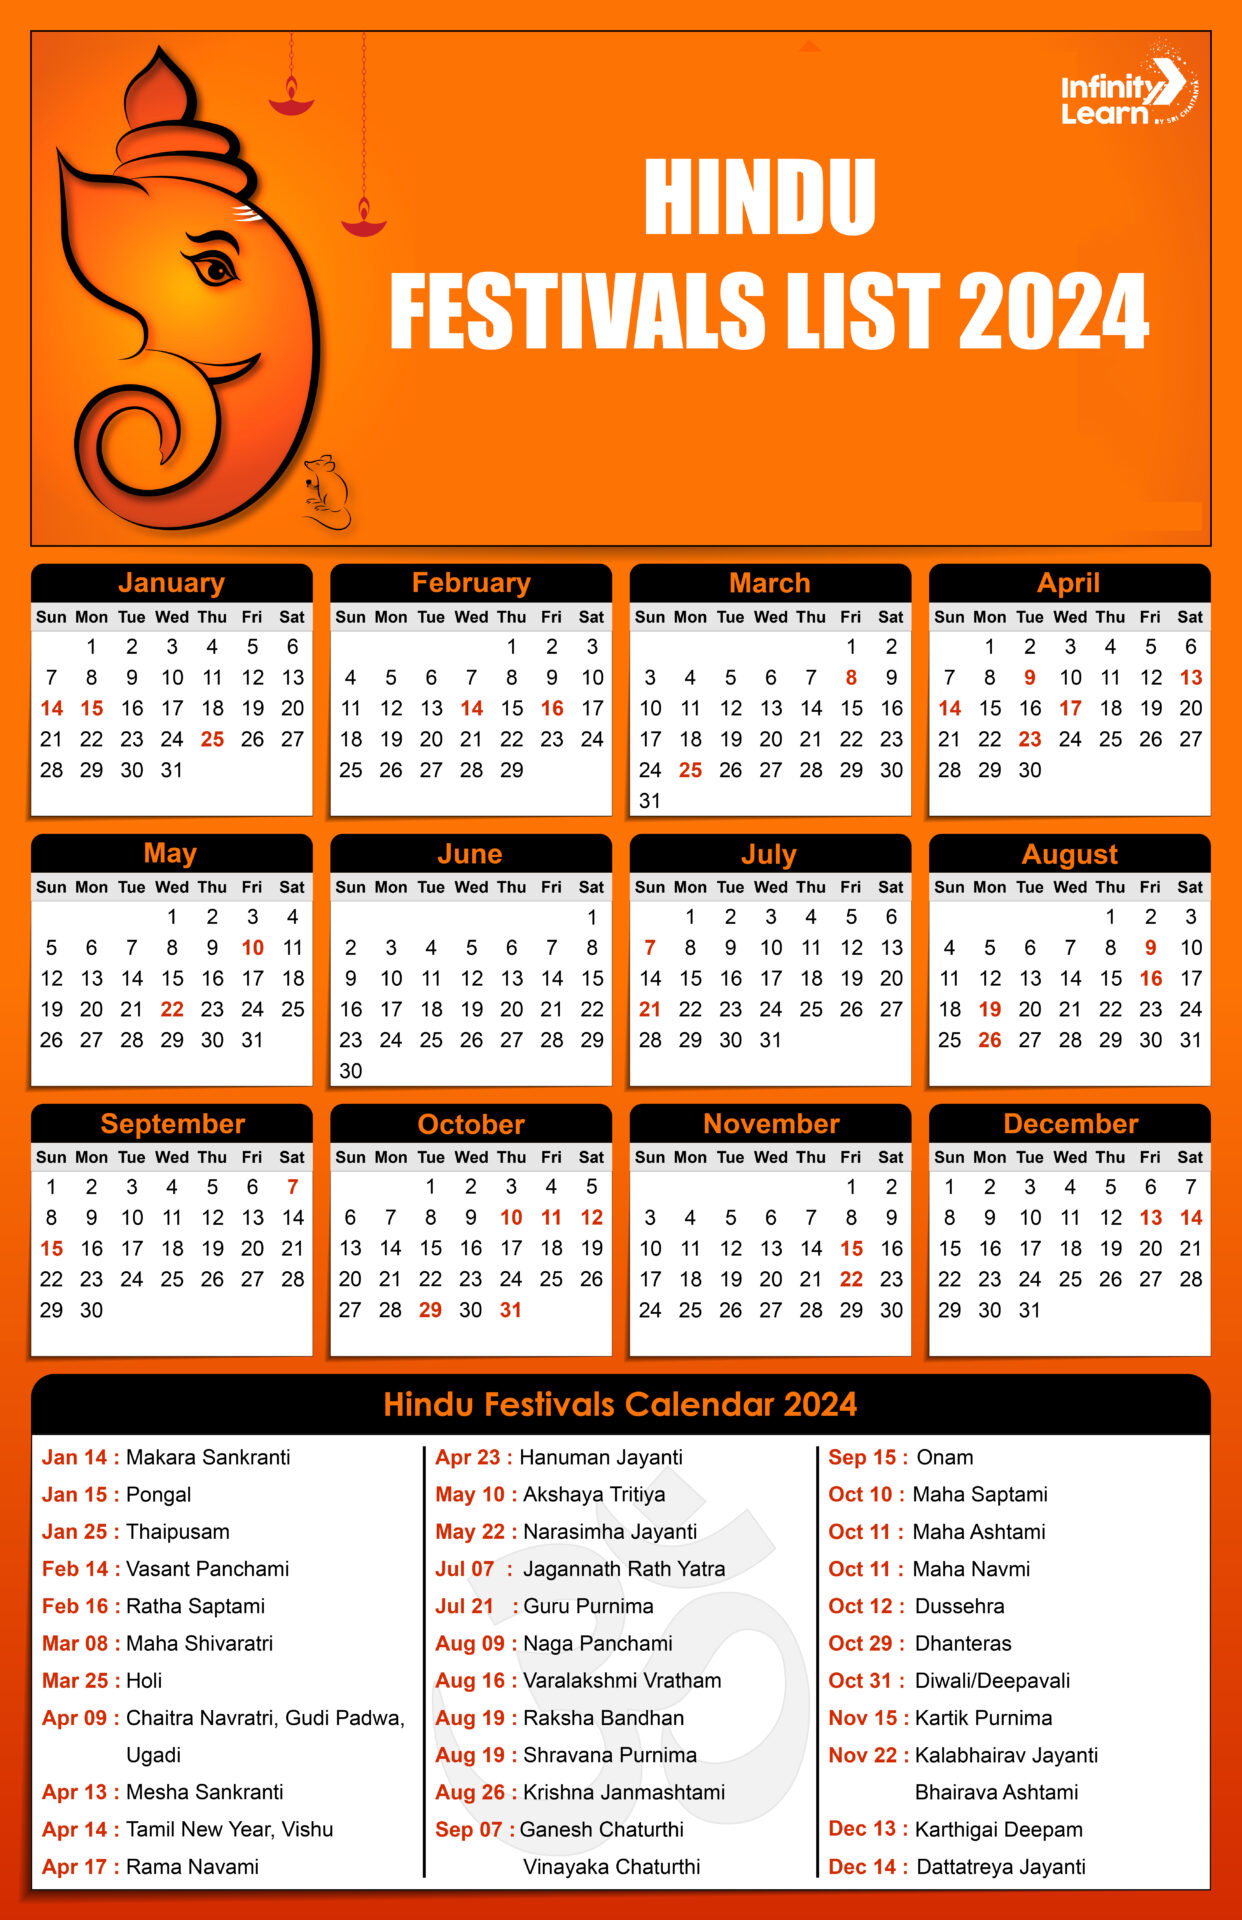 Infinity
Learn
BY SRI CHAITANYA
HINDU
FESTIVALS LIST 2024
January
Sun Mon Tue Wed Thu Fri Sat
1 2 3 4 5 6
7 8 9 10 11 12 13
14 15 16 17 18 19 20
21 22 23 24 25 26 27
28 29 30 31
February
Sun Mon Tue Wed Thu Fri Sat
1 2 3
4 5 6 7 8 9 10
11 12 13 14 15 16 17
18 19 20 21 22 23 24
25 26 27 28 29
March
Sun Mon Tue Wed Thu Fri Sat
1 2
3 4 5 6 7 8 9
10 11 12 13 14 15 16
17 18 19 20 21 22 23
24 25 26 27 28 29 30
31
April
Sun Mon Tue Wed Thu Fri Sat
1 2 3 4 5 6
7 8 9 10 11 12 13
14 15 16 17 18 19 20
21 22 23 24 25 26 27
28 29 30
May
Sun Mon Tue Wed Thu Fri Sat
1 2 3 4
5 6 7 8 9 10 11
12 13 14 15 16 17 18
19 20 21 22 23 24 25
26 27 28 29 30 31
June
Sun Mon Tue Wed Thu Fri Sat
1
2 3 4 5 6 7 8
9 10 11 12 13 14 15
16 17 18 19 20 21 22
23 24 25 26 27 28 29
30
July
Sun Mon Tue Wed Thu Fri Sat
1 2 3 4 5 6
7 8 9 10 11 12 13
14 15 16 17 18 19 20
21 22 23 24 25 26 27
28 29 30 31
August
Sun Mon Tue Wed Thu Fri Sat
1 2 3
4 5 6 7 8 9 10
11 12 13 14 15 16 17
18 19 20 21 22 23 24
25 26 27 28 29 30 31
September
Sun Mon Tue Wed Thu Fri Sat
1 2 3 4 5 6 7
8 9 10 11 12 13 14
15 16 17 18 19 20 21
22 23 24 25 26 27 28
29 30
October
Sun Mon Tue Wed Thu Fri Sat
1 2 3 4 5
6 7 8 9 10 11 12
13 14 15 16 17 18 19
20 21 22 23 24 25 26
27 28 29 30 31
November
Sun Mon Tue Wed Thu Fri Sat
1 2
3 4 5 6 7 8 9
10 11 12 13 14 15 16
17 18 19 20 21 22 23
24 25 26 27 28 29 30
December
Sun Mon Tue Wed Thu Fri Sat
1 2 3 4 5 6 7
8 9 10 11 12 13 14
15 16 17 18 19 20 21
22 23 24 25 26 27 28
29 30 31
Hindu Festivals Calendar 2024
Jan 14 : Makara Sankranti
Jan 15 : Pongal
Jan 25 : Thaipusam
Feb 14 : Vasant Panchami
Feb 16 : Ratha Saptami
Mar 08 : Maha Shivaratri
Mar 25 : Holi
Apr 09 : Chaitra Navratri, Gudi Padwa,
Ugadi
Apr 13 : Mesha Sankranti
Apr 14 : Tamil New Year, Vishu
Apr 17 : Rama Navami
Apr 23 : Hanuman Jayanti
May 10 : Akshaya Tritiya
May 22 : Narasimha Jayanti
Jul 07 : Jagannath Rath Yatra
Jul 21 : Guru Purnima
Aug 09 : Naga Panchami
Aug 16 : Varalakshmi Vratham
Aug 19 : Raksha Bandhan
Aug 19 : Shravana Purnima
Aug 26 : Krishna Janmashtami
Sep 07 : Ganesh Chaturthi
Vinayaka Chaturthi
Sep 15 : Onam
Oct 10 : Maha Saptami
Oct 11 : Maha Ashtami
Oct 11 : Maha Navmi
Oct 12 : Dussehra
Oct 29 : Dhanteras
Oct 31 : Diwali/Deepavali
Nov 15 : Kartik Purnima
Nov 22 : Kalabhairav Jayanti
Bhairava Ashtami
Dec 13 : Karthigai Deepam
Dec 14 : Dattatreya Jayanti
ॐ